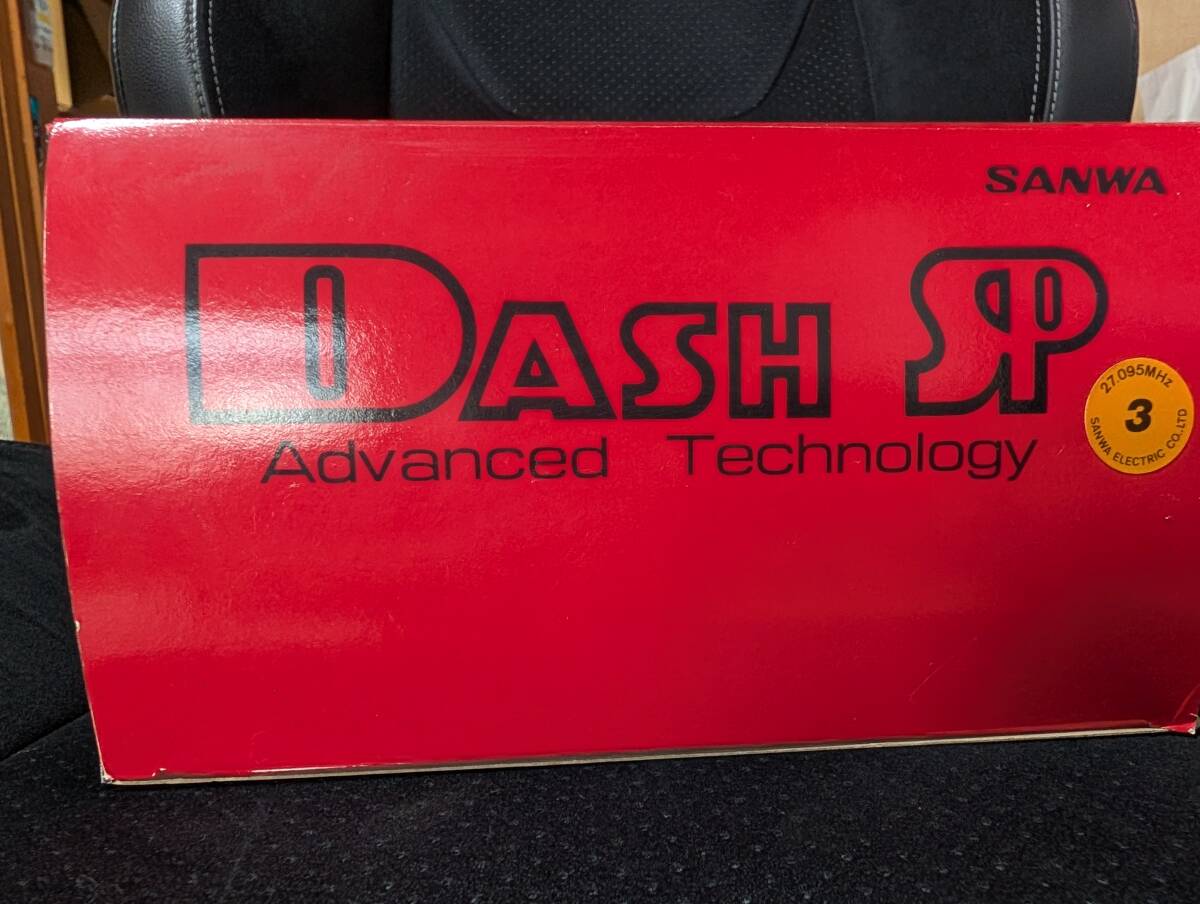 SANWA
DASH SP
Advanced Technology
27.095MHz
3
SANWA ELECTRIC CO.,LTD